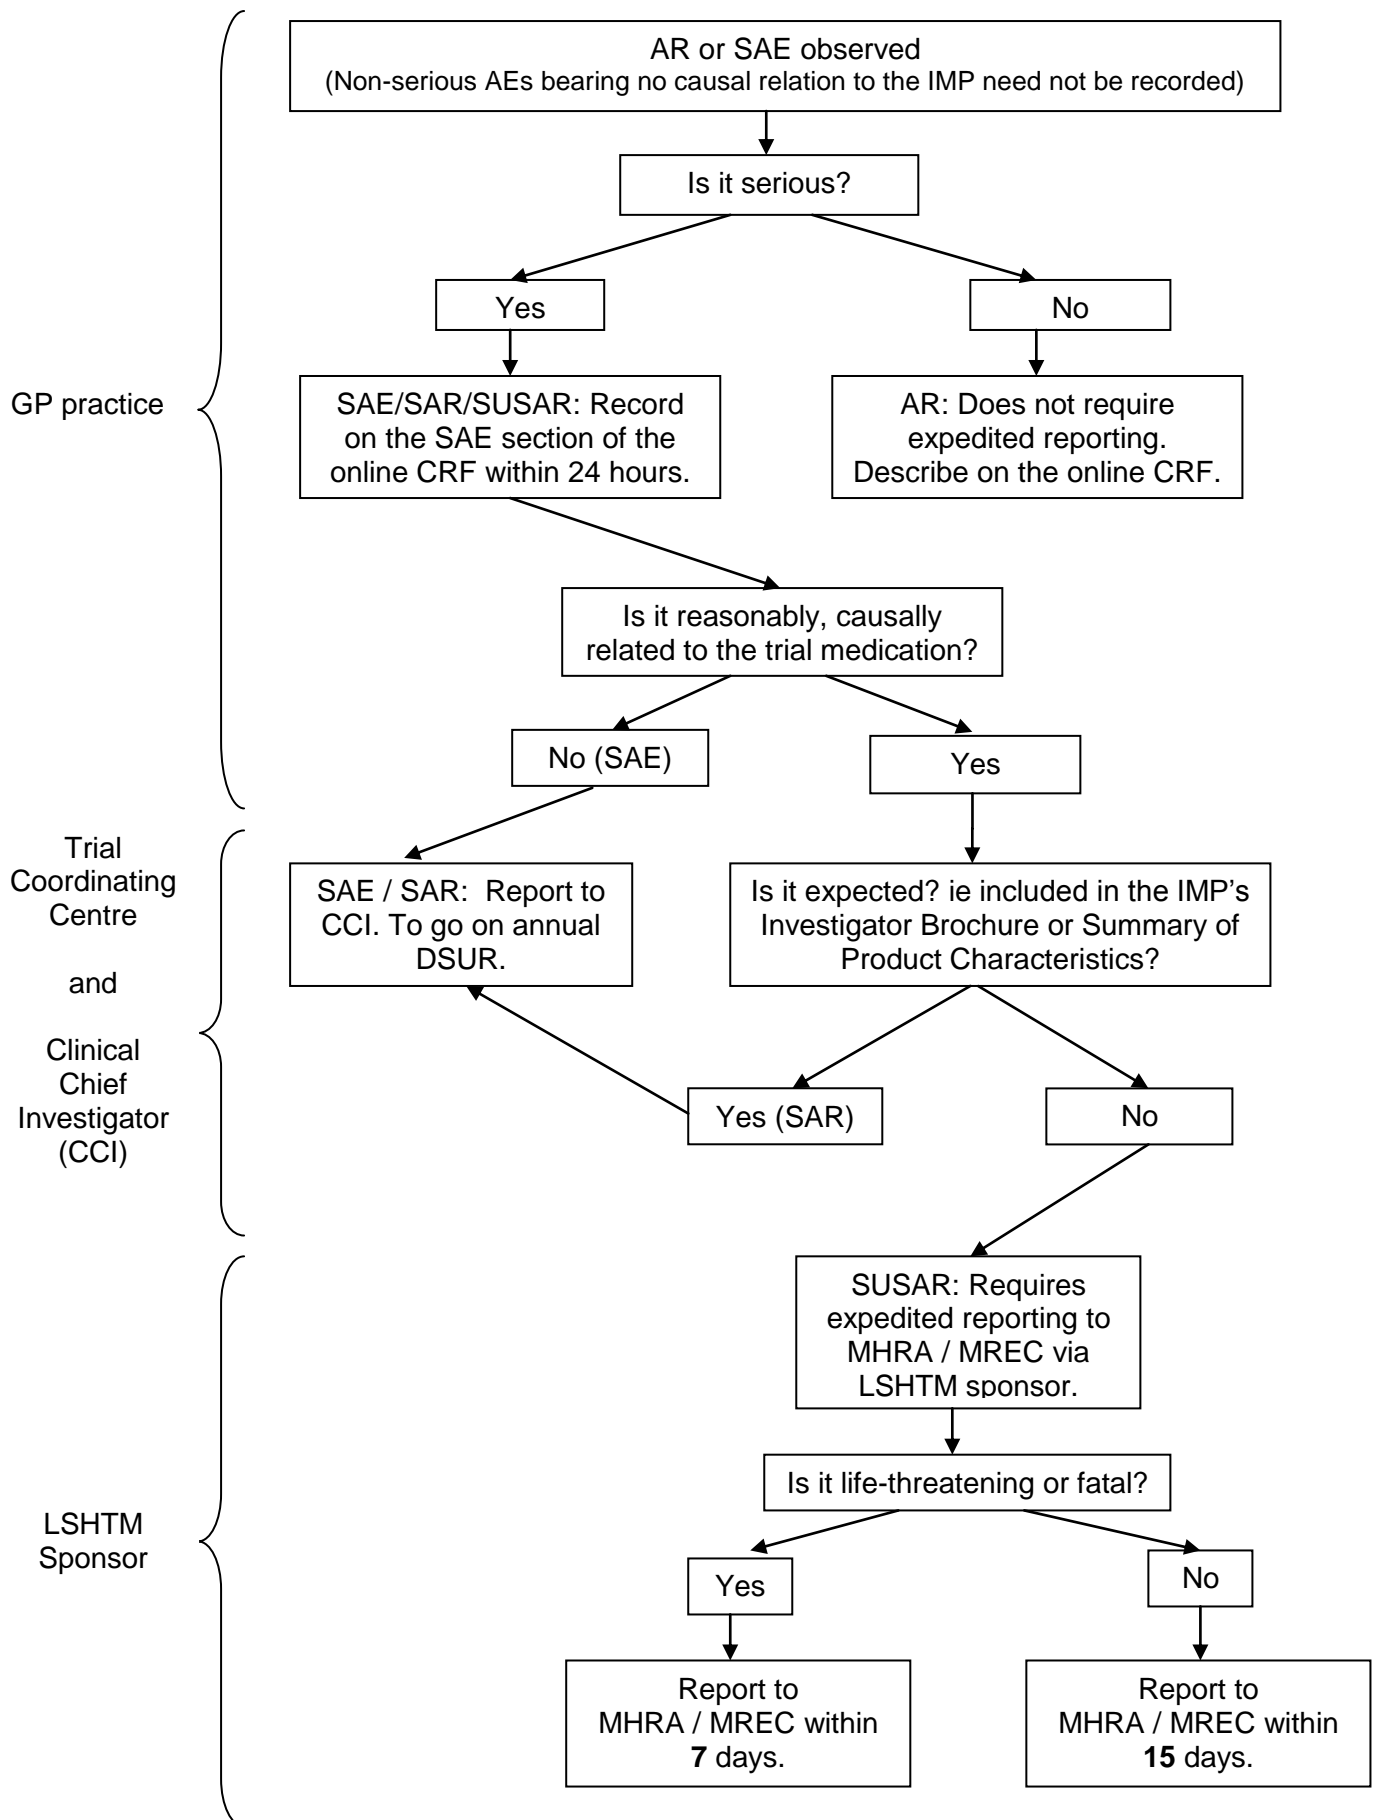 AR or SAE observed
(Non-serious AEs bearing no causal relation to the IMP need not be recorded)
Is it serious?
Yes
No
GP practice
SAE/SAR/SUSAR: Record
on the SAE section of the
online CRF within 24 hours.
AR: Does not require
expedited reporting.
Describe on the online CRF.
Is it reasonably, causally
related to the trial medication?
No (SAE)
Yes
Trial
Coordinating
Centre
and
Clinical
Chief
Investigator
(CCI)
SAE / SAR: Report to
CCI. To go on annual
DSUR.
Is it expected? ie included in the IMP's
Investigator Brochure or Summary of
Product Characteristics?
Yes (SAR)
No
SUSAR: Requires
expedited reporting to
MHRA / MREC via
LSHTM sponsor.
Is it life-threatening or fatal?
LSHTM
Sponsor
Yes
No
Report to
MHRA / MREC within
7 days.
Report to
MHRA / MREC within
15 days.